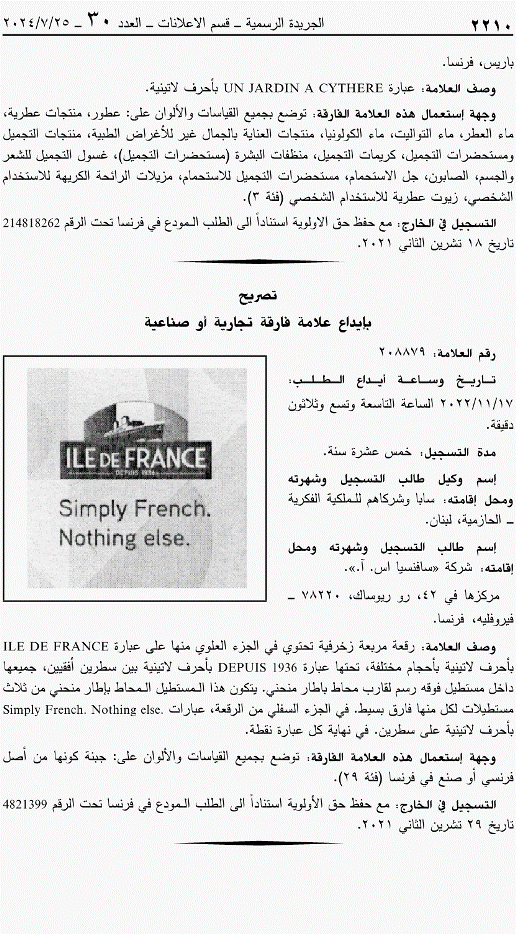 ٢٢١٠ الجريدة الرسمية ـ قسم الاعلانات ـ العدد ٣٠ ـ ٢٠٢٤/٧/٢٥
باريس، فرنسا.
وصف العلامة: عبارة UN JARDIN A CYTHERE بأحرف لاتينية.
وجهة إستعمال هذه العلامة الفارقة: توضع بجميع القياسات والألوان على: عطور، منتجات عطرية،
ماء العطر، ماء التواليت، ماء الكولونيا، منتجات العناية بالجمال غير للأغراض الطبية، منتجات التجميل
ومستحضرات التجميل، كريمات التجميل، منظفات البشرة (مستحضرات التجميل)، غسول التجميل للشعر
والجسم، الصابون، جل الاستحمام، مستحضرات التجميل للاستحمام، مزيلات الرائحة الكريهة للاستخدام
الشخصي، زيوت عطرية للاستخدام الشخصي (فئة ٣).
التسجيل في الخارج: مع حفظ حق الاولوية استناداً الى الطلب المودع في فرنسا تحت الرقم 214818262
تاريخ ١٨ تشرين الثاني ٢٠٢١.
تصريح
بإيداع علامة فارقة تجارية أو صناعية
رقم العلامة: ٢٠٨٨٧٩
تاريخ وساعة أيداع الطلب:
٢٠٢٢/١١/١٧ الساعة التاسعة وتسع وثلاثون
دقيقة.
مدة التسجيل: خمس عشرة سنة.
إسم وكيل طالب التسجيل وشهرته
ومحل إقامته: سابا وشركاهم للملكية الفكرية
ـ الحازمية، لبنان.
إسم طالب التسجيل وشهرته ومحل
إقامته: شركة «سافنسيا اس. آ.».
مركزها في ٤٢، رو ريوساك، ٧٨٢٢٠ ـ
فيروفليه، فرنسا.
ILE DE FRANCE
DEPUIS 1936
Simply French.
Nothing else.
وصف العلامة: رقعة مربعة زخرفية تحتوي في الجزء العلوي منها على عبارة ILE DE FRANCE
بأحرف لاتينية بأحجام مختلفة، تحتها عبارة DEPUIS 1936 بأحرف لاتينية بين سطرين أفقيين، جميعها
داخل مستطيل فوقه رسم لقارب محاط باطار منحني. يتكون هذا المستطيل المحاط بإطار منحني من ثلاث
مستطيلات لكل منها فارق بسيط. في الجزء السفلي من الرقعة، عبارات Simply French. Nothing else.
بأحرف لاتينية على سطرين. في نهاية كل عبارة نقطة.
وجهة إستعمال هذه العلامة الفارقة: توضع بجميع القياسات والألوان على: جبنة كونها من أصل
فرنسي أو صنع في فرنسا (فئة ٢٩).
التسجيل في الخارج: مع حفظ حق الأولوية استناداً الى الطلب المودع في فرنسا تحت الرقم 4821399
تاريخ ٢٩ تشرين الثاني ٢٠٢١.